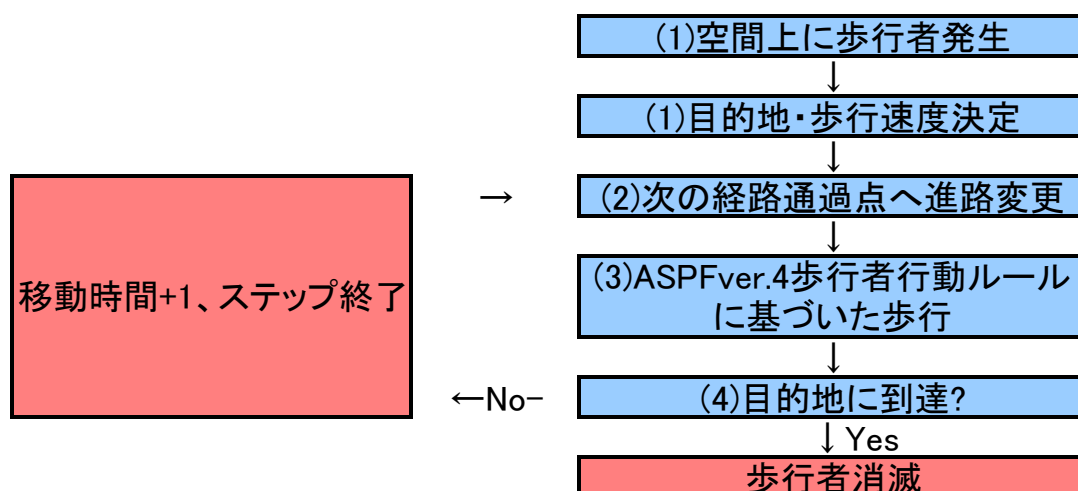 (1)空間上に歩行者発生
↓
(1)目的地・歩行速度決定
↓
→
(2)次の経路通過点へ進路変更
↓
移動時間+1、ステップ終了
(3)ASPFver.4歩行者行動ルール
に基づいた歩行
↓
←No-
(4)目的地に到達?
↓ Yes
歩行者消滅